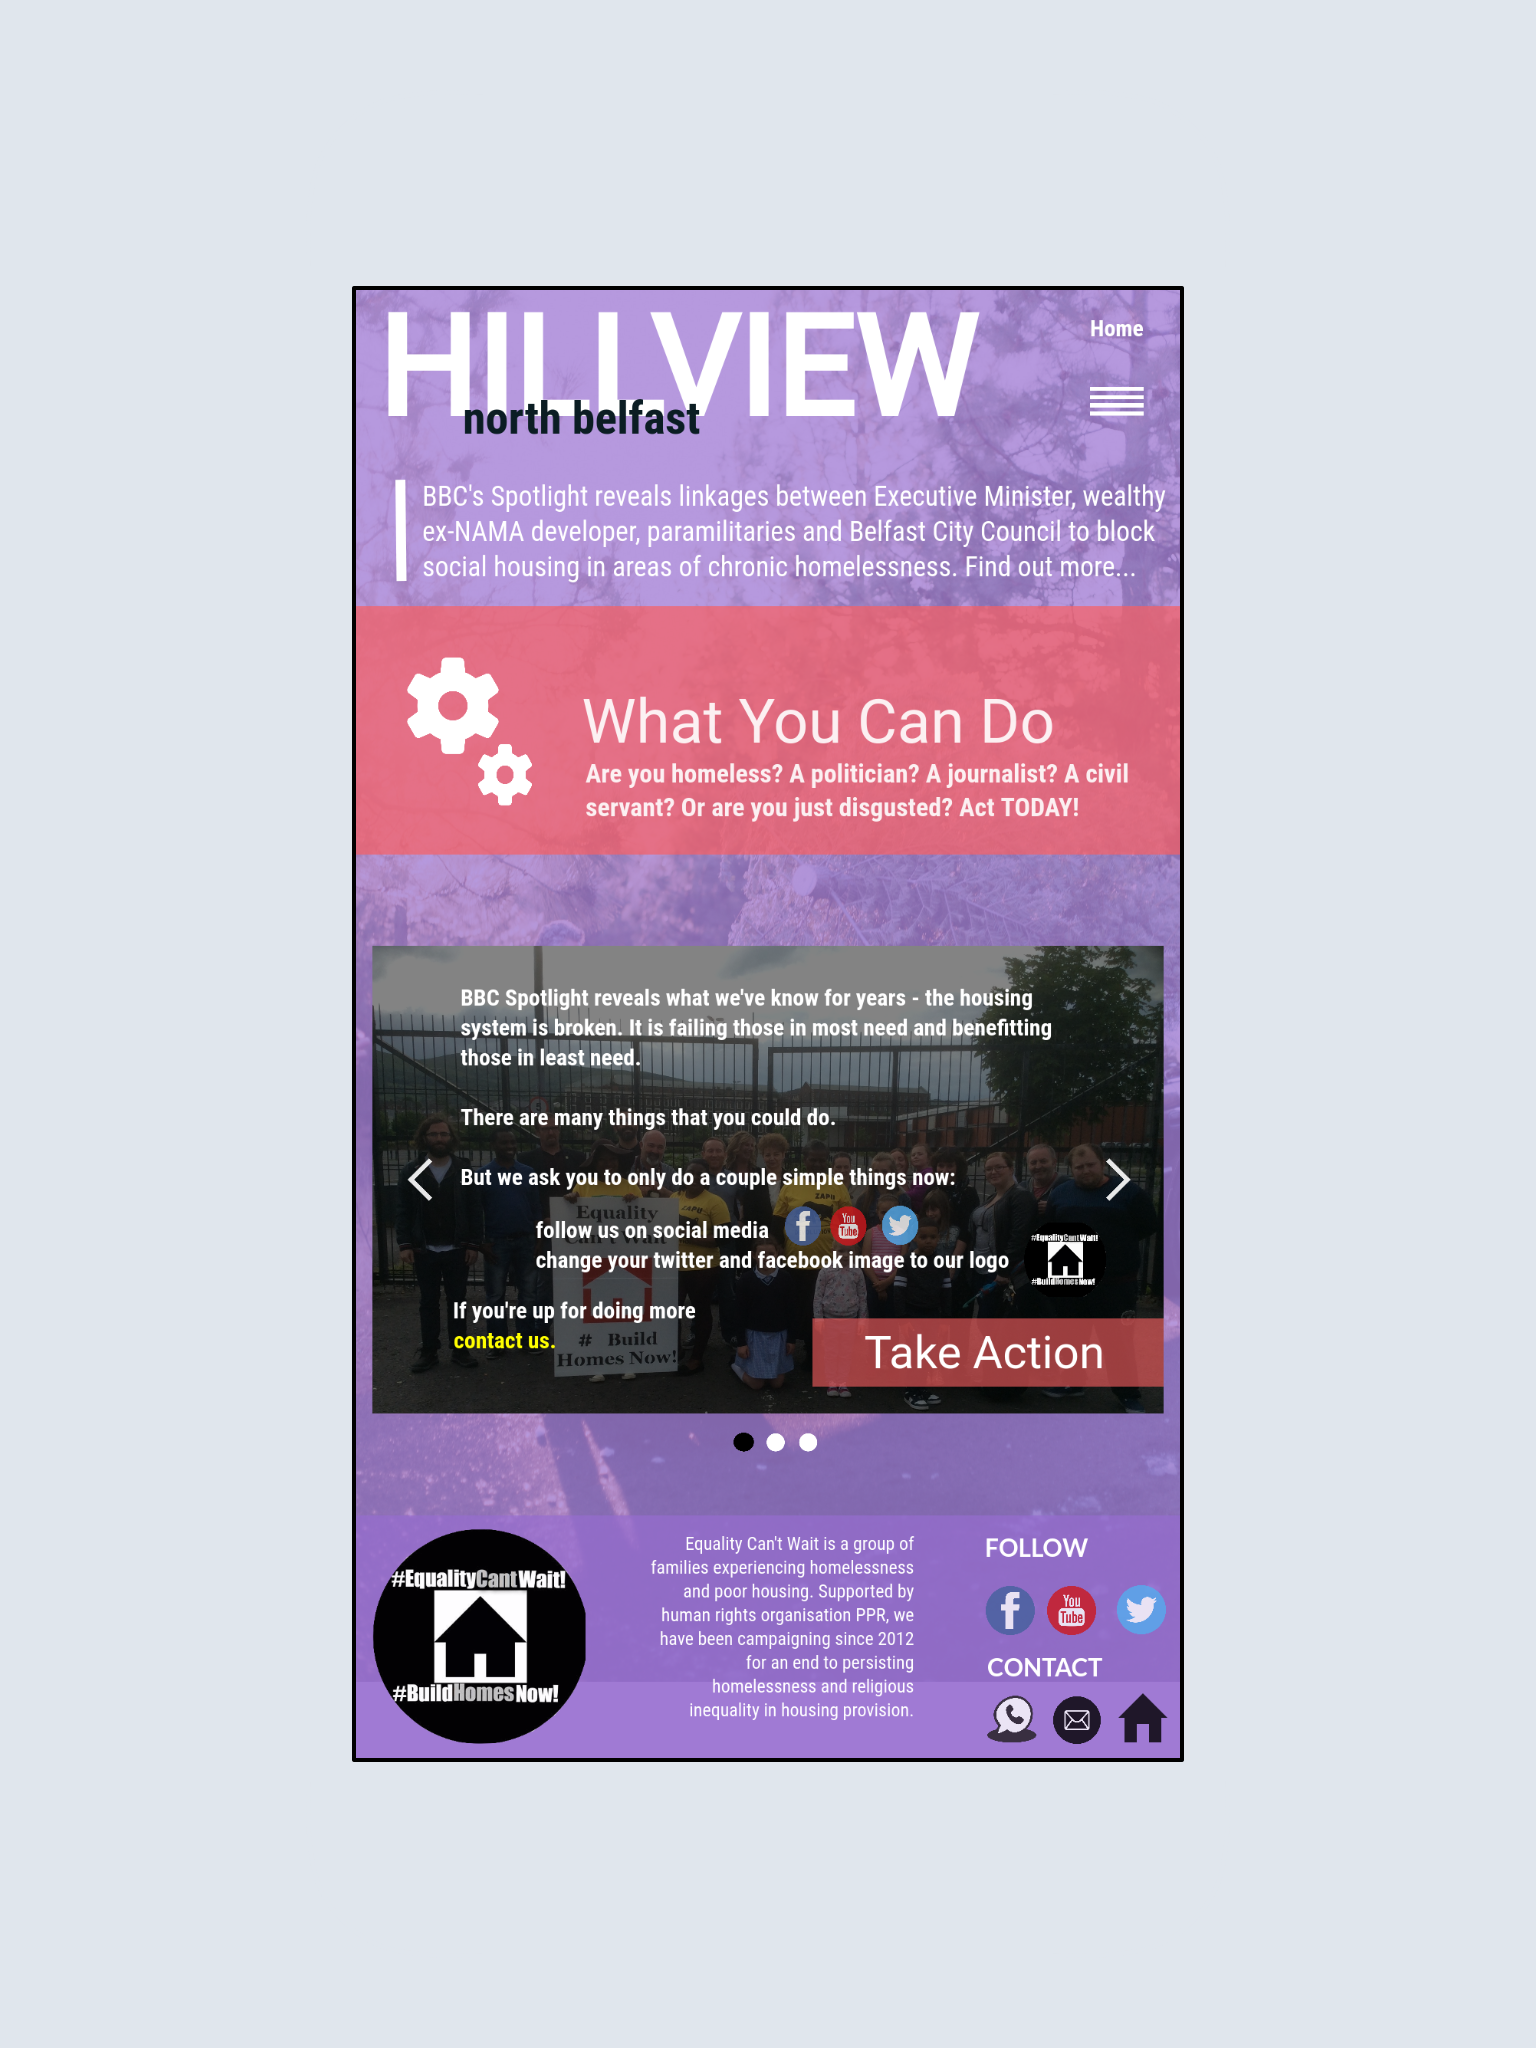 HILLVIEW
north belfast
Home
BBC's Spotlight reveals linkages between Executive Minister, wealthy
ex-NAMA developer, paramilitaries and Belfast City Council to block
social housing in areas of chronic homelessness. Find out more...
What You Can Do
Are you homeless? A politician? A journalist? A civil
servant? Or are you just disgusted? Act TODAY!
BBC Spotlight reveals what we've know for years - the housing
system is broken. It is failing those in most need and benefitting
those in least need.
There are many things that you could do.
But we ask you to only do a couple simple things now:
Equality
Can't Wait
follow us on social media
You
Tube
change your twitter and facebook image to our logo
#EqualityCantWait!
#BuildHomesNow!
If you're up for doing more
contact us.
# Build
Homes Now!
Take Action
#EqualityCantWait!
#BuildHomesNow!
Equality Can't Wait is a group of
families experiencing homelessness
and poor housing. Supported by
human rights organisation PPR, we
have been campaigning since 2012
for an end to persisting
homelessness and religious
inequality in housing provision.
FOLLOW
You
Tube
CONTACT